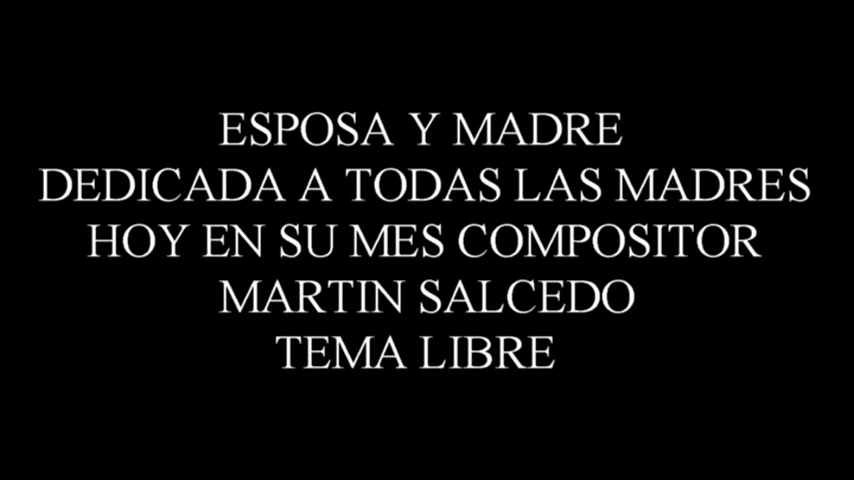 ESPOSA Y MADRE
DEDICADA A TODAS LAS MADRES
HOY EN SU MES COMPOSITOR
MARTIN SALCEDO
TEMA LIBRE